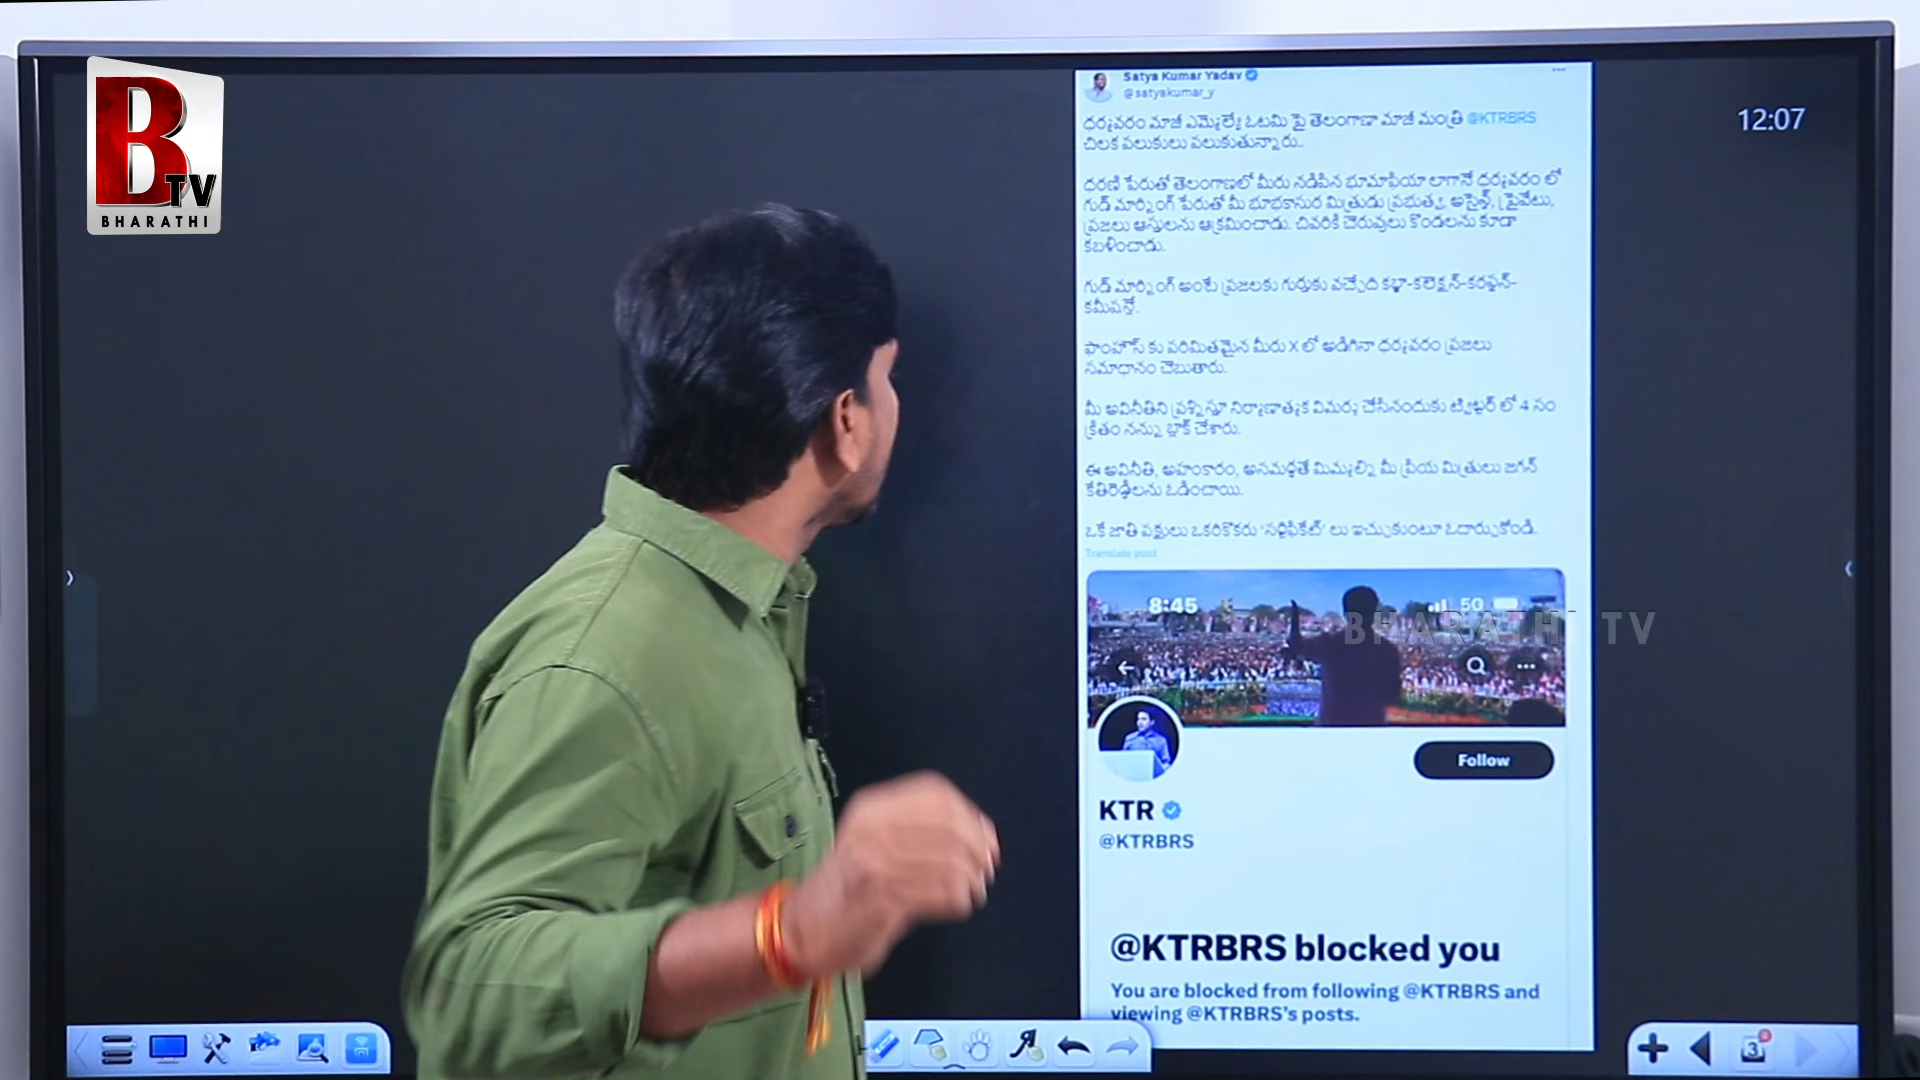 B
TV
BHARATHI
12:07
Satya Kumar Yadav
@satyakumar_y
ధర్మవరం మాజీ ఎమ్మెల్యే ఓటమి పై తెలంగాణా మాజీ మంత్రి @KTRBRS
చిలక పలుకులు పలుకుతున్నారు..
ధరణి పేరుతో తెలంగాణలో మీరు నడిపిన భూమాఫియా లాగానే ధర్మవరం లో
గుడ్ మార్నింగ్ పేరుతో మీ భూభకాసుర మిత్రుడు ప్రభుత్వ, అసైన్డ్, ప్రైవేటు,
ప్రజలు ఆస్తులను ఆక్రమించాడు. చివరికి చెరువులు కొండలను కూడా
కబళించాడు.
గుడ్ మార్నింగ్ అంటే ప్రజలకు గుర్తుకు వచ్చేది కబ్జా-కలెక్షన్-కరప్షన్-
కమీషన్లే.
ఫాంహౌస్ కు పరిమితమైన మీరు X లో అడిగినా ధర్మవరం ప్రజలు
సమాధానం చెబుతారు.
మీ అవినీతిని ప్రశ్నిస్తూ నిర్మాణాత్మక విమర్శ చేసినందుకు ట్విట్టర్ లో 4 సం
క్రితం నన్ను బ్లాక్ చేశారు.
ఈ అవినీతి, అహంకారం, అసమర్థతే మిమ్మల్ని మీ ప్రియ మిత్రులు జగన్
కేతిరెడ్డిలను ఓడించాయి.
ఒకే జాతి పక్షులు ఒకరికొకరు 'సర్టిఫికేట్' లు ఇచ్చుకుంటూ ఓదార్చుకోండి.
Translate post
8:45
5G
BHARATHI TV
Follow
KTR
@KTRBRS
@KTRBRS blocked you
You are blocked from following @KTRBRS and
viewing @KTRBRS's posts.
3